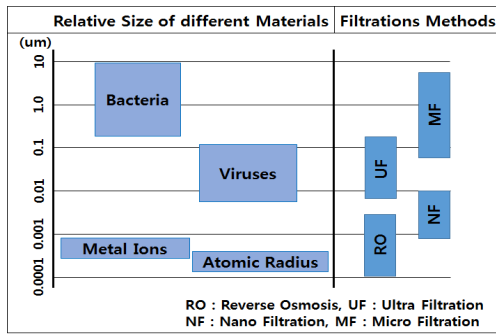 Relative Size of different Materials
Filtrations Methods
(um)
10
1.0
0.1
0.01
0.001
0.0001
Bacteria
Viruses
Metal Ions
Atomic Radius
MF
UF
NF
RO
RO : Reverse Osmosis, UF : Ultra Filtration
NF : Nano Filtration, MF : Micro Filtration